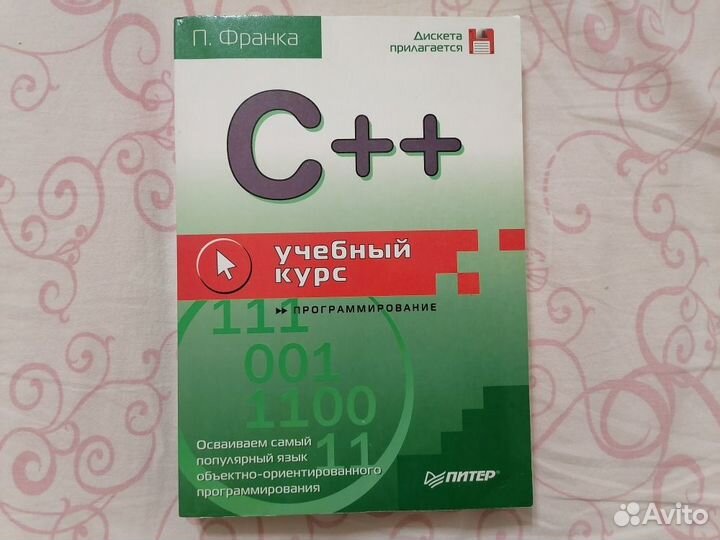 П. Франка
Дискета
прилагается
C++
учебный
курс
ПРОГРАММИРОВАНИЕ
111
001
1100
11
Осваиваем самый
популярный язык
объектно-ориентированного
программирования
ПИТЕР
Avito